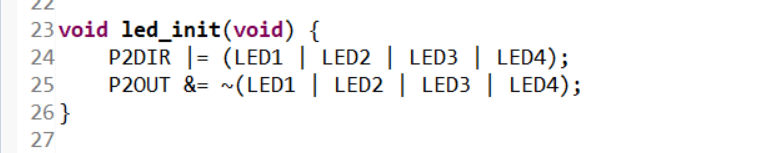 22
23 void led_init(void) {
24     P2DIR |= (LED1 | LED2 | LED3 | LED4);
25     P2OUT &= ~(LED1 | LED2 | LED3 | LED4);
26 }
27